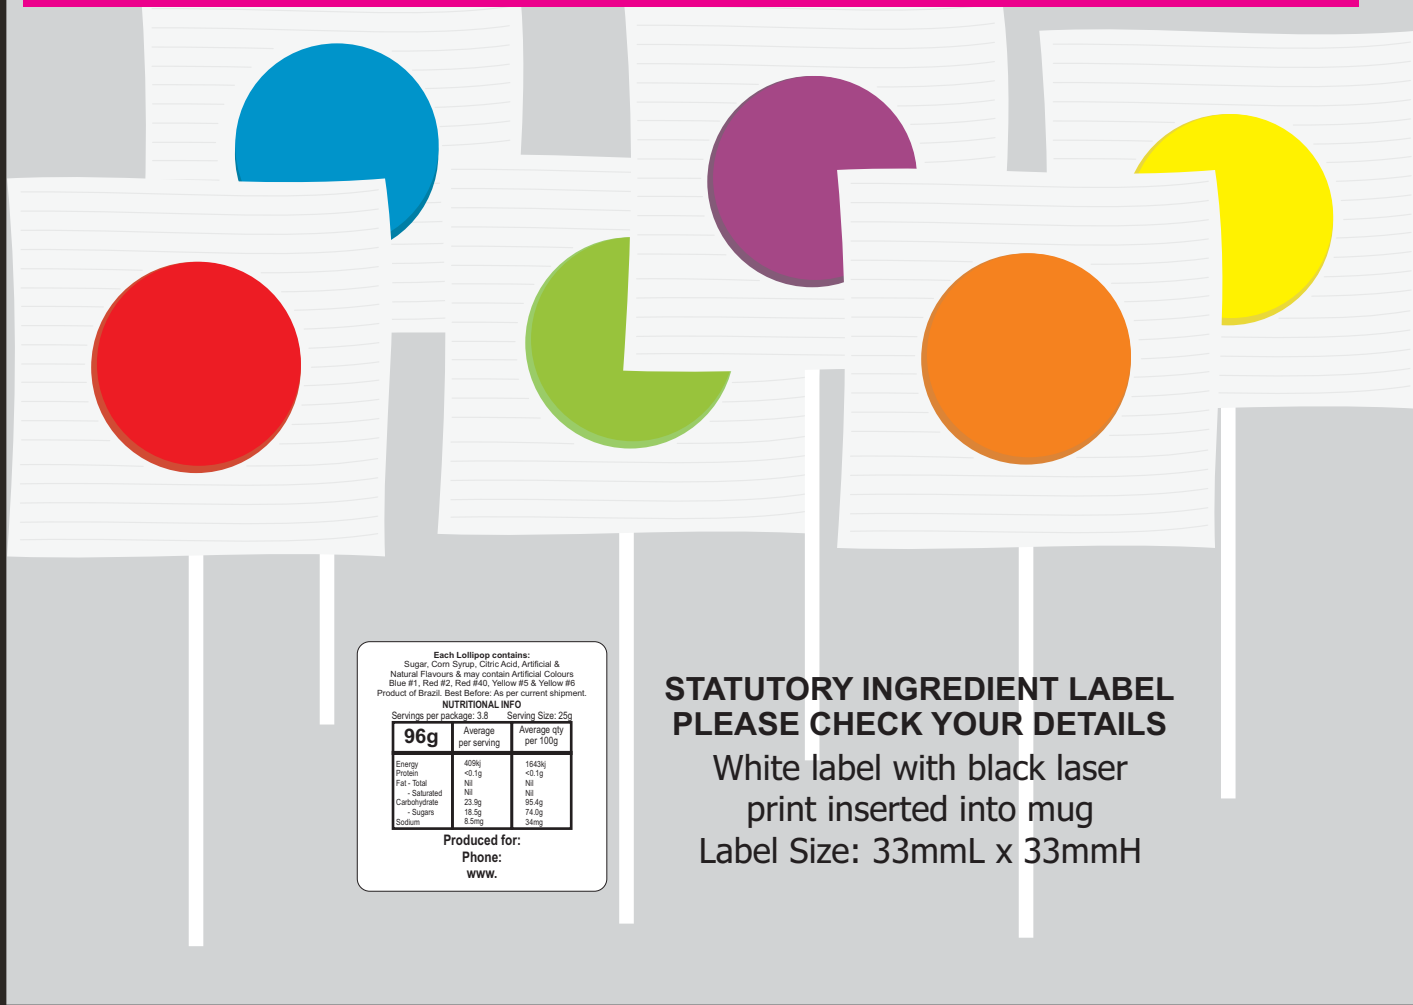 Each Lollipop contains:
Sugar, Corn Syrup, Citric Acid, Artificial &
Natural Flavours & may contain Artificial Colours
Blue #1, Red #2, Red #40, Yellow #5 & Yellow #6
Product of Brazil. Best Before: As per current shipment.
NUTRITIONAL INFO
Servings per package: 3.8 Serving Size: 25g
96g Average per serving Average qty per 100g
Energy 409kj 1643kj
Protein <0.1g <0.1g
Fat - Total Nil Nil
- Saturated Nil Nil
Carbohydrate 23.9g 95.4g
- Sugars 18.5g 74.0g
Sodium 8.5mg 34mg
Produced for:
Phone:
www.
STATUTORY INGREDIENT LABEL
PLEASE CHECK YOUR DETAILS
White label with black laser
print inserted into mug
Label Size: 33mmL x 33mmH